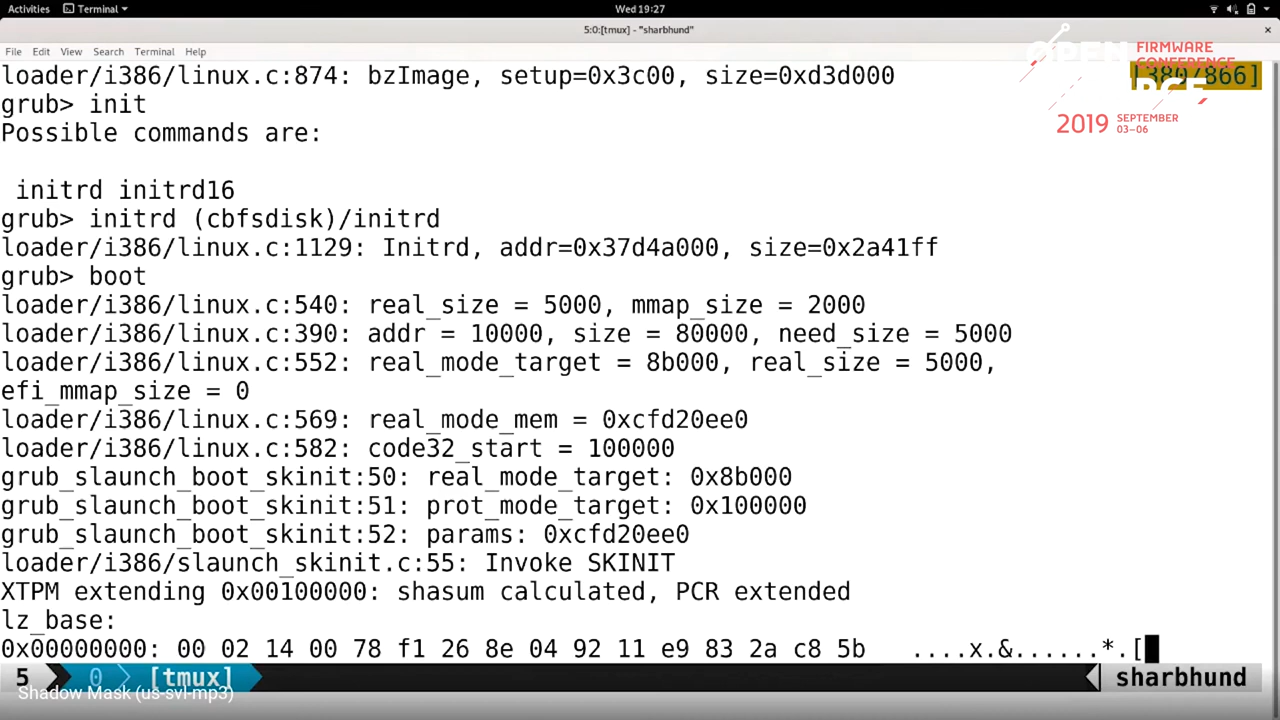 Activities Terminal Wed 19:27
5:0:[tmux] - "sharbhund"
File Edit View Search Terminal Help
loader/i386/linux.c:874: bzImage, setup=0x3c00, size=0xd3d000 [380/866]
OPEN SOURCE FIRMWARE CONFERENCE
2019 SEPTEMBER 03-06
grub> init
Possible commands are:
initrd initrd16
grub> initrd (cbfsdisk)/initrd
loader/i386/linux.c:1129: Initrd, addr=0x37d4a000, size=0x2a41ff
grub> boot
loader/i386/linux.c:540: real_size = 5000, mmap_size = 2000
loader/i386/linux.c:390: addr = 10000, size = 80000, need_size = 5000
loader/i386/linux.c:552: real_mode_target = 8b000, real_size = 5000,
efi_mmap_size = 0
loader/i386/linux.c:569: real_mode_mem = 0xcfd20ee0
loader/i386/linux.c:582: code32_start = 100000
grub_slaunch_boot_skinit:50: real_mode_target: 0x8b000
grub_slaunch_boot_skinit:51: prot_mode_target: 0x100000
grub_slaunch_boot_skinit:52: params: 0xcfd20ee0
loader/i386/slaunch_skinit.c:55: Invoke SKINIT
XTPM extending 0x00100000: shasum calculated, PCR extended
lz_base:
0x00000000: 00 02 14 00 78 f1 26 8e 04 92 11 e9 83 2a c8 5b ....x.&......*.[
5 0 [tmux] sharbhund
Shadow Mask (us-svl-mp3)